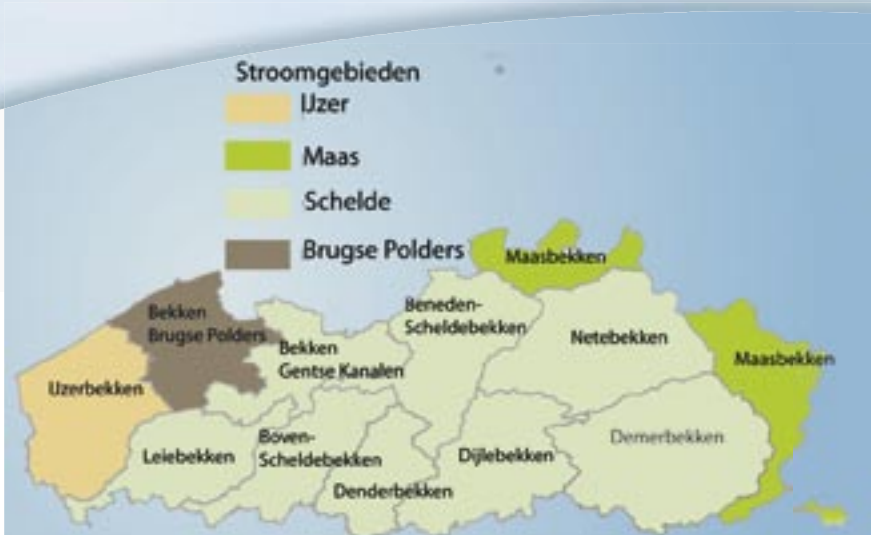 Stroomgebieden
IJzer
Maas
Schelde
Brugse Polders
Maasbekken
Bekken
Brugse Polders
Beneden-
Scheldebekken
Netebekken
Bekken
Gentse Kanalen
Maasbekken
IJzerbekken
Leiebekken
Boven-
Scheldebekken
Denderbekken
Dijlebekken
Demerbekken